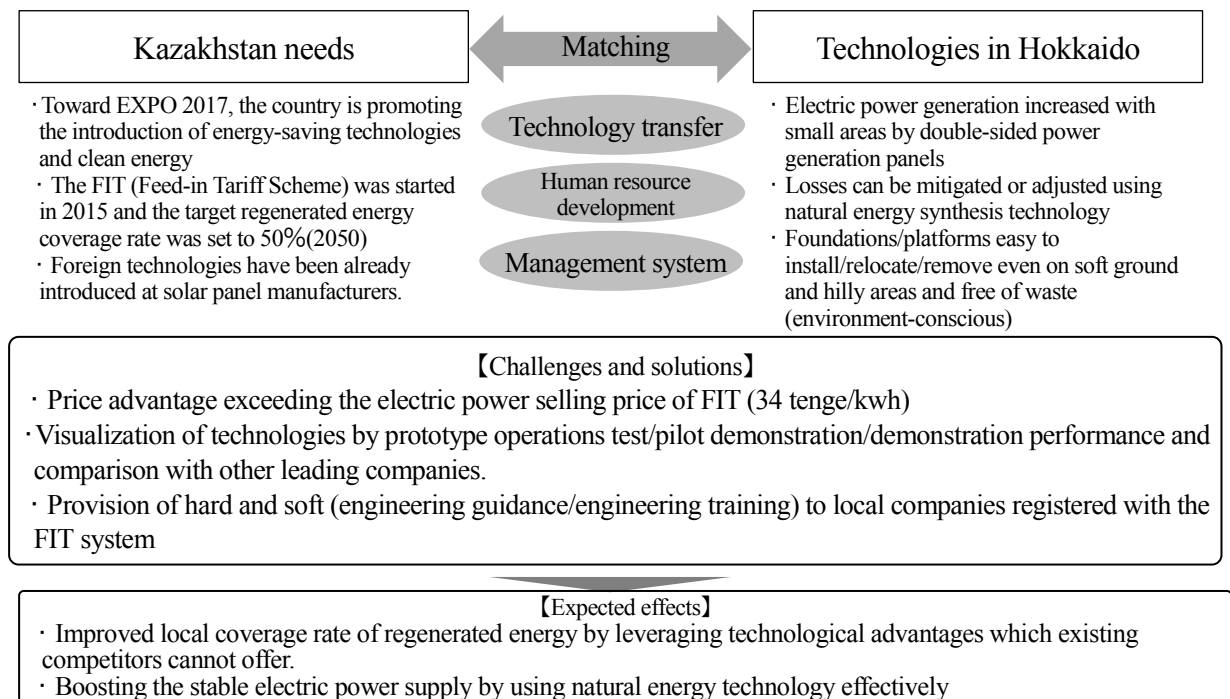 Kazakhstan needs
Matching
Technologies in Hokkaido
· Toward EXPO 2017, the country is promoting
the introduction of energy-saving technologies
and clean energy
· The FIT (Feed-in Tariff Scheme) was started
in 2015 and the target regenerated energy
coverage rate was set to 50%(2050)
· Foreign technologies have been already
introduced at solar panel manufacturers.
Technology transfer
Human resource
development
Management system
· Electric power generation increased with
small areas by double-sided power
generation panels
· Losses can be mitigated or adjusted using
natural energy synthesis technology
· Foundations/platforms easy to
install/relocate/remove even on soft ground
and hilly areas and free of waste
(environment-conscious)
【Challenges and solutions】
· Price advantage exceeding the electric power selling price of FIT (34 tenge/kwh)
·Visualization of technologies by prototype operations test/pilot demonstration/demonstration performance and
comparison with other leading companies.
· Provision of hard and soft (engineering guidance/engineering training) to local companies registered with the
FIT system
【Expected effects】
· Improved local coverage rate of regenerated energy by leveraging technological advantages which existing
competitors cannot offer.
· Boosting the stable electric power supply by using natural energy technology effectively